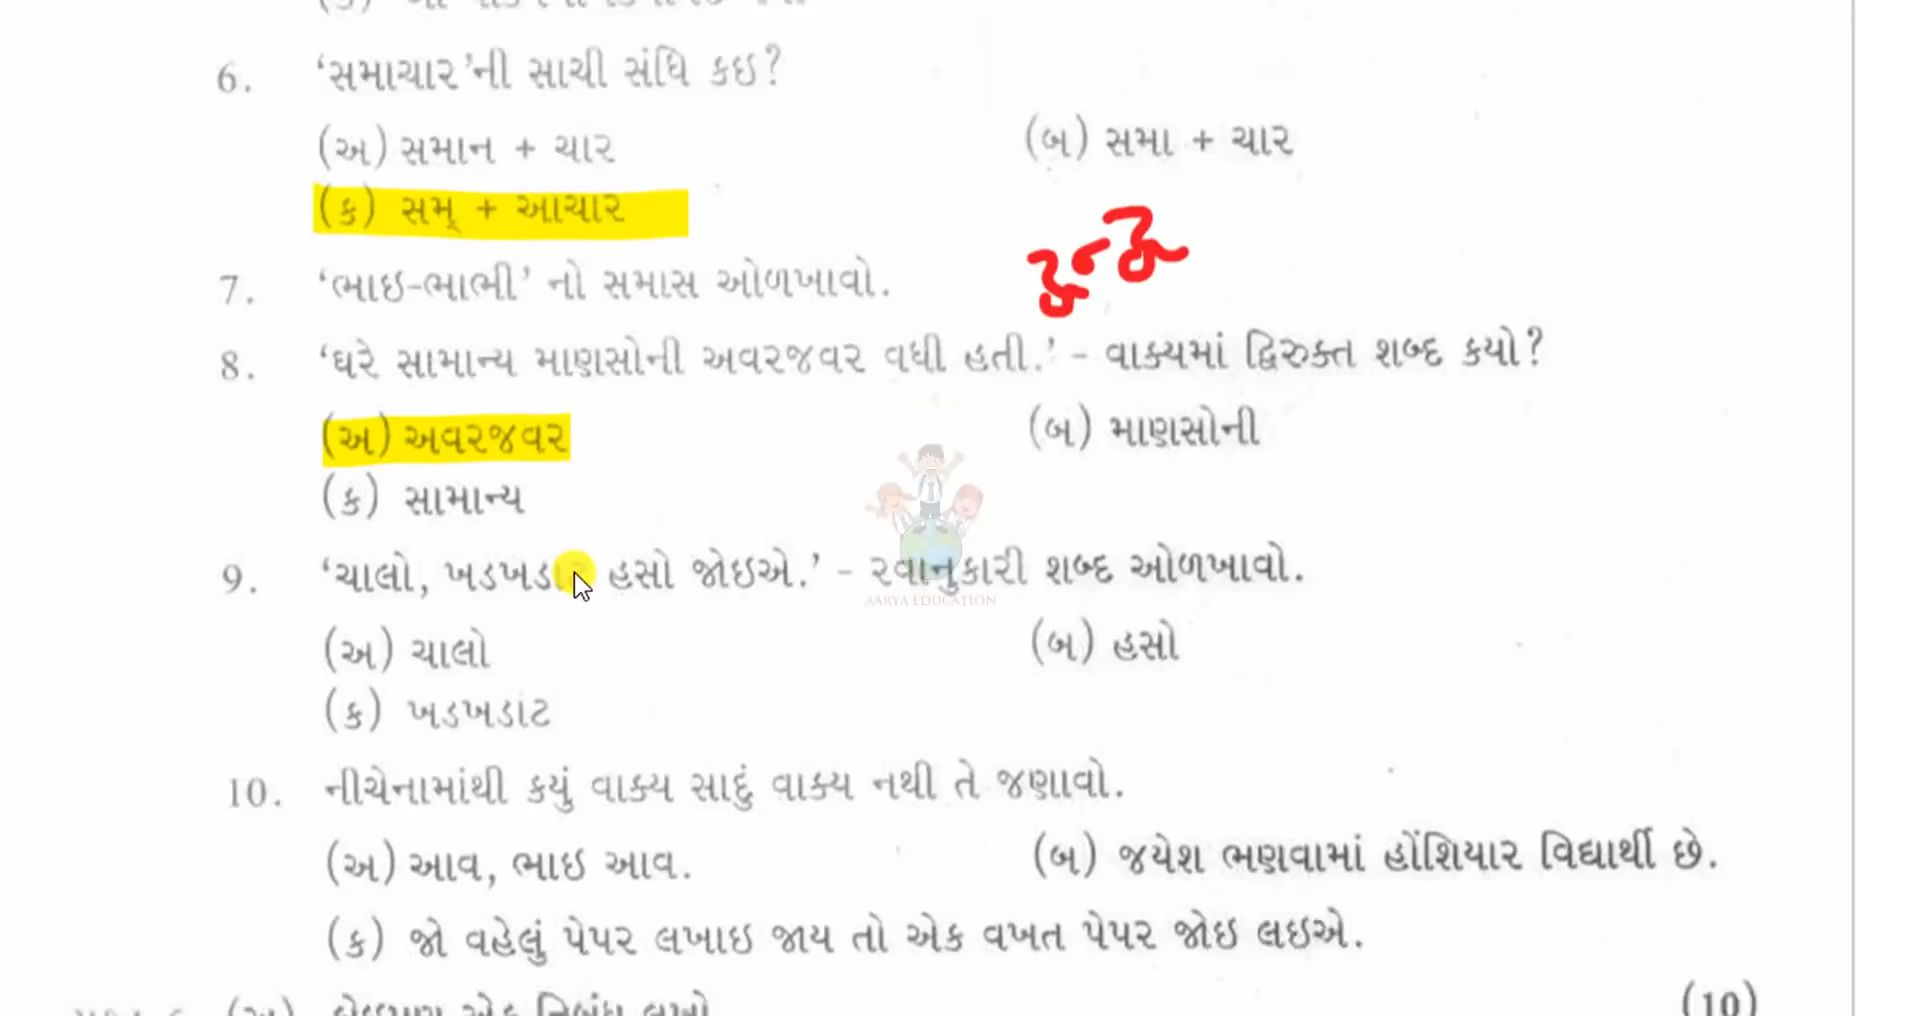 6. ‘સમાચાર’ની સાચી સંધિ કઇ?
(અ) સમાન + ચાર (બ) સમા + ચાર
(ક) સમ્ + આચાર
7. ‘ભાઇ-ભાભી’ નો સમાસ ઓળખાવો. દ્વન્દ્વ
8. ‘ઘરે સામાન્ય માણસોની અવરજવર વધી હતી.’ - વાક્યમાં દ્વિરુક્ત શબ્દ કયો?
(અ) અવરજવર (બ) માણસોની
(ક) સામાન્ય
9. ‘ચાલો, હસો જોઇએ.’ - રવાનુકારી શબ્દ ઓળખાવો.
AARYA EDUCATION
(અ) ચાલો (બ) હસો
(ક) ખડખડાટ
10. નીચેનામાંથી કયું વાક્ય સાદું વાક્ય નથી તે જણાવો.
(અ) આવ, ભાઇ આવ. (બ) જયેશ ભણવામાં હોંશિયાર વિદ્યાર્થી છે.
(ક) જો વહેલું પેપર લખાઇ જાય તો એક વખત પેપર જોઇ લઇએ.
(10)